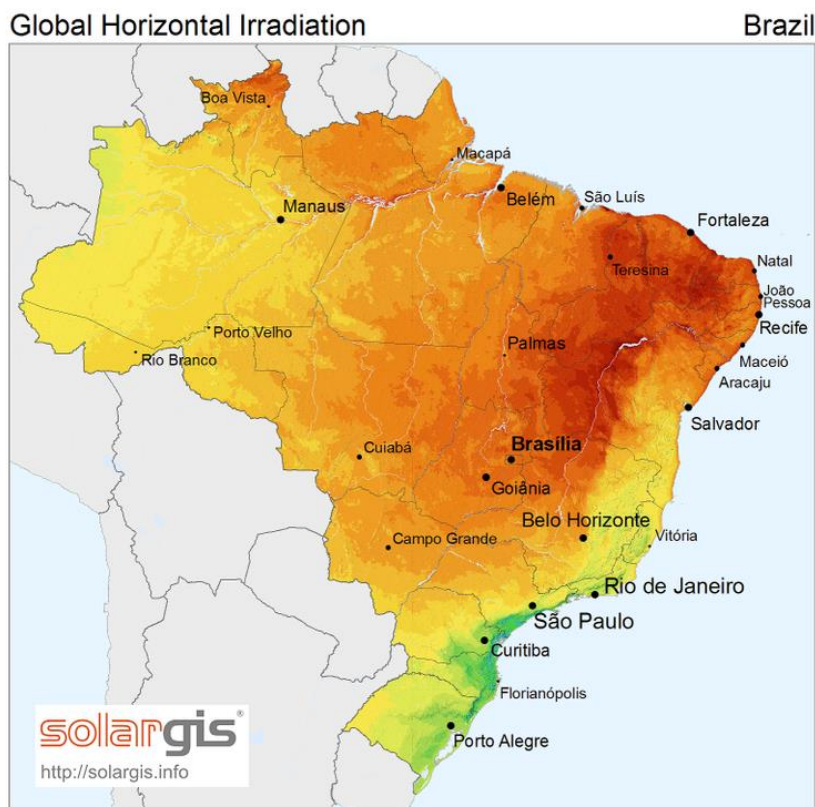 Global Horizontal Irradiation
Brazil
Boa Vista
Macapá
Manaus
Belém
São Luís
Fortaleza
Teresina
Natal
João
Pessoa
Recife
Porto Velho
Palmas
Rio Branco
Maceió
Aracaju
Salvador
Cuiabá
Brasília
Goiânia
Belo Horizonte
Campo Grande
Vitória
Rio de Janeiro
São Paulo
Curitiba
Florianópolis
Porto Alegre
solargis®
http://solargis.info